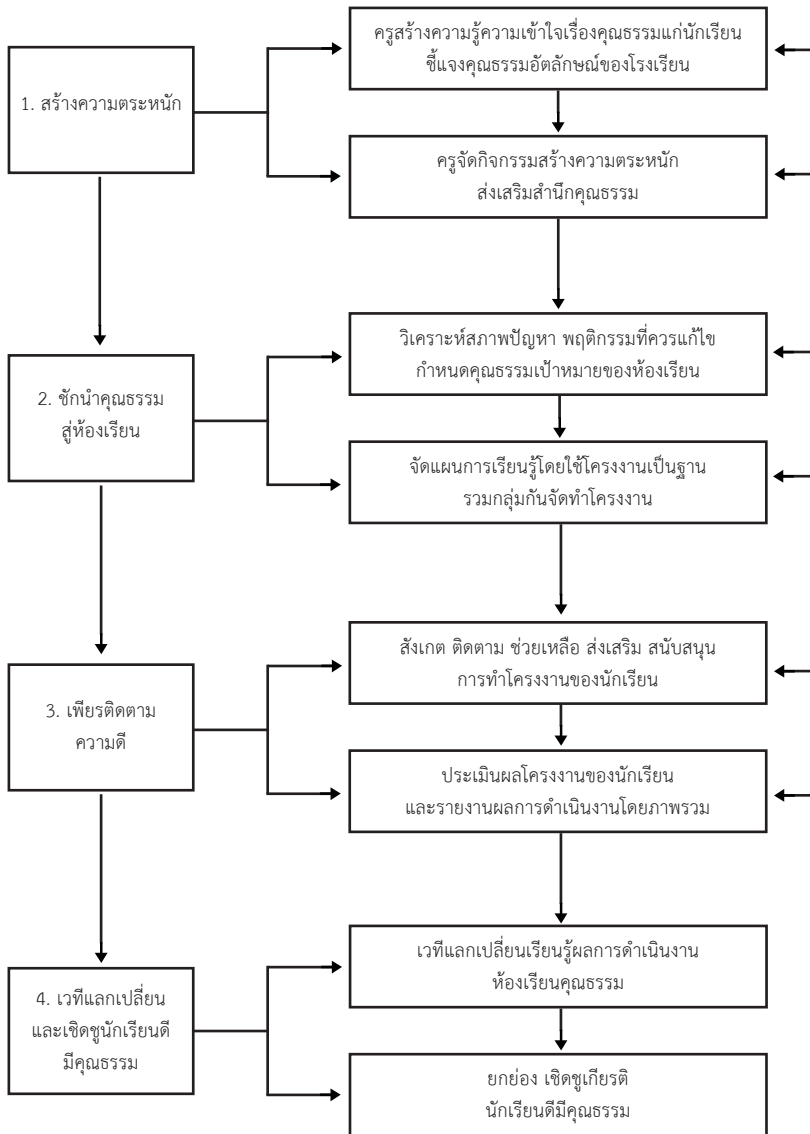 1. สร้างความตระหนัก
ครูสร้างความรู้ความเข้าใจเรื่องคุณธรรมแก่นักเรียน
ชี้แจงคุณธรรมอัตลักษณ์ของโรงเรียน
ครูจัดกิจกรรมสร้างความตระหนัก
ส่งเสริมสำนึกคุณธรรม
2. ชักนำคุณธรรม
สู่ห้องเรียน
วิเคราะห์สภาพปัญหา พฤติกรรมที่ควรแก้ไข
กำหนดคุณธรรมเป้าหมายของห้องเรียน
จัดแผนการเรียนรู้โดยใช้โครงงานเป็นฐาน
รวมกลุ่มกันจัดทำโครงงาน
3. เพียรติดตาม
ความดี
สังเกต ติดตาม ช่วยเหลือ ส่งเสริม สนับสนุน
การทำโครงงานของนักเรียน
ประเมินผลโครงงานของนักเรียน
และรายงานผลการดำเนินงานโดยภาพรวม
4. เวทีแลกเปลี่ยน
และเชิดชูนักเรียนดี
มีคุณธรรม
เวทีแลกเปลี่ยนเรียนรู้ผลการดำเนินงาน
ห้องเรียนคุณธรรม
ยกย่อง เชิดชูเกียรติ
นักเรียนดีมีคุณธรรม